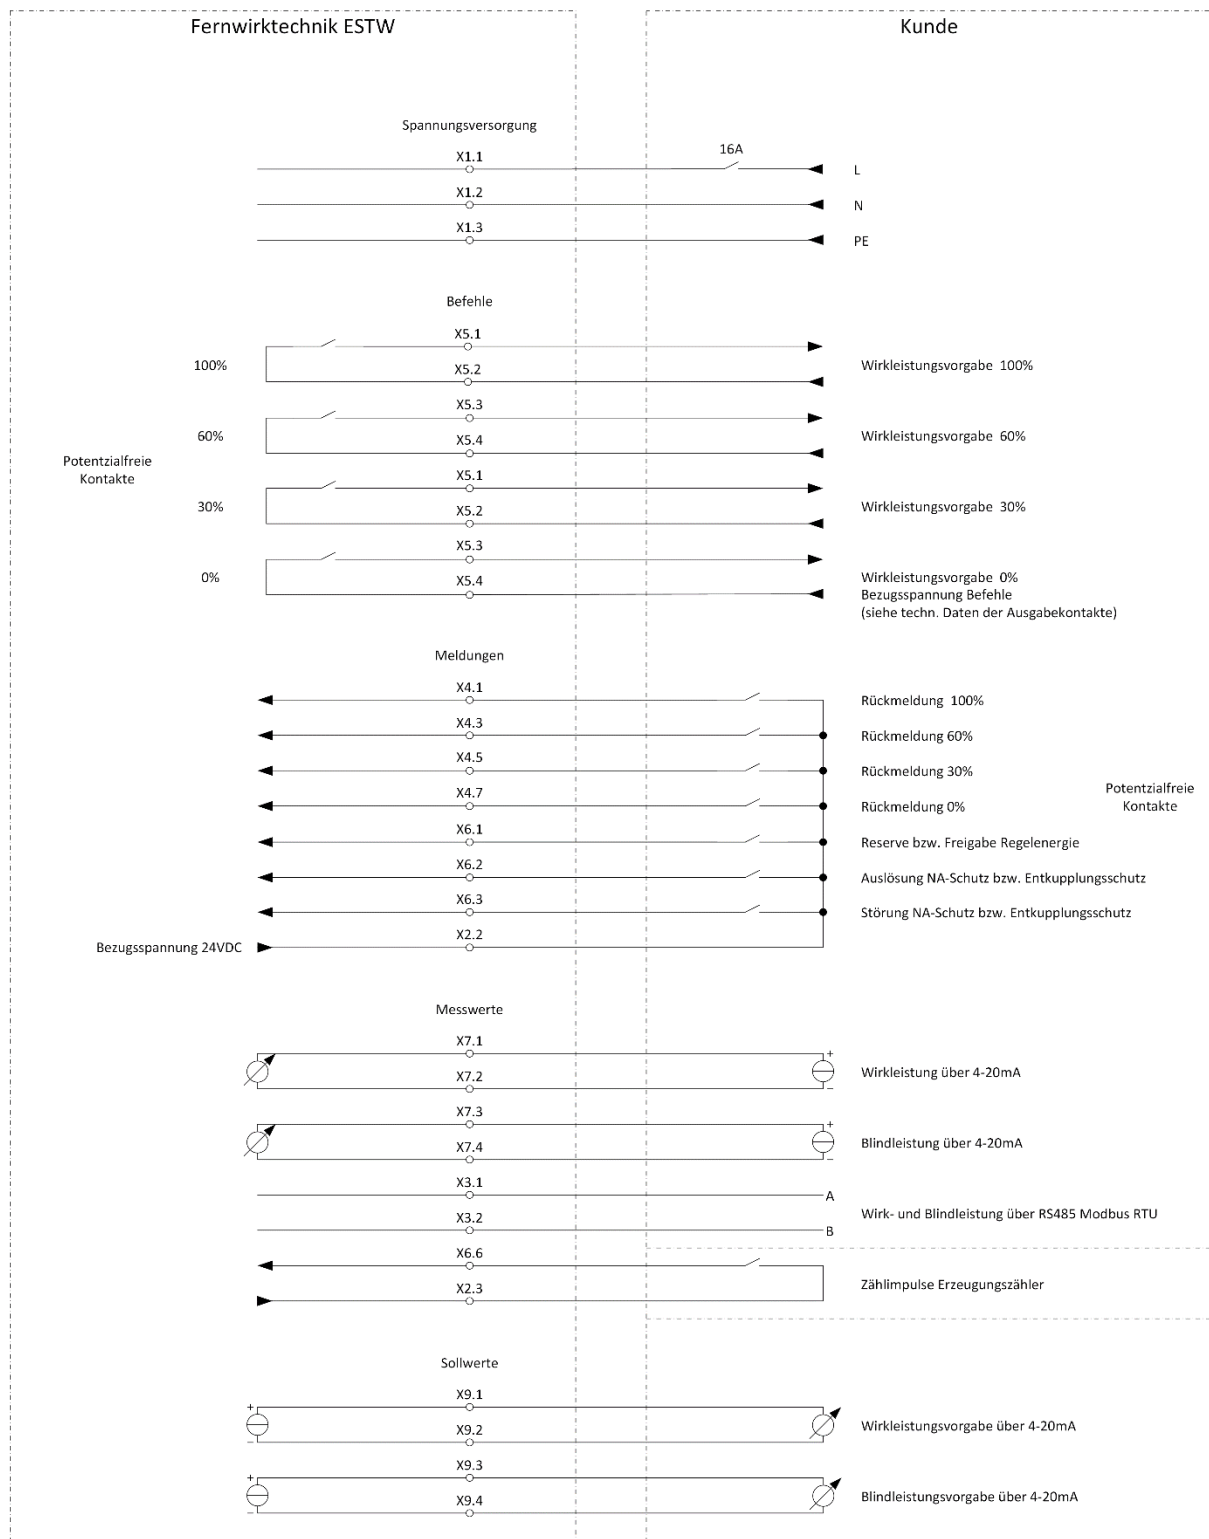 Fernwirktechnik ESTW
Kunde
Spannungsversorgung
X1.1
16A
L
X1.2
N
X1.3
PE
Befehle
X5.1
100%
Wirkleistungsvorgabe 100%
X5.2
X5.3
60%
Wirkleistungsvorgabe 60%
X5.4
Potentzialfreie
Kontakte
X5.1
30%
Wirkleistungsvorgabe 30%
X5.2
X5.3
0%
Wirkleistungsvorgabe 0%
X5.4
Bezugsspannung Befehle
(siehe techn. Daten der Ausgabekontakte)
Meldungen
X4.1
Rückmeldung 100%
X4.3
Rückmeldung 60%
X4.5
Rückmeldung 30%
Potentzialfreie
Kontakte
X4.7
Rückmeldung 0%
X6.1
Reserve bzw. Freigabe Regelenergie
X6.2
Auslösung NA-Schutz bzw. Entkupplungsschutz
X6.3
Störung NA-Schutz bzw. Entkupplungsschutz
Bezugsspannung 24VDC
X2.2
Messwerte
X7.1
+
Wirkleistung über 4-20mA
X7.2
–
X7.3
+
Blindleistung über 4-20mA
X7.4
–
X3.1
A
Wirk- und Blindleistung über RS485 Modbus RTU
X3.2
B
X6.6
Zählimpulse Erzeugungszähler
X2.3
Sollwerte
X9.1
+
Wirkleistungsvorgabe über 4-20mA
X9.2
–
X9.3
+
Blindleistungsvorgabe über 4-20mA
X9.4
–